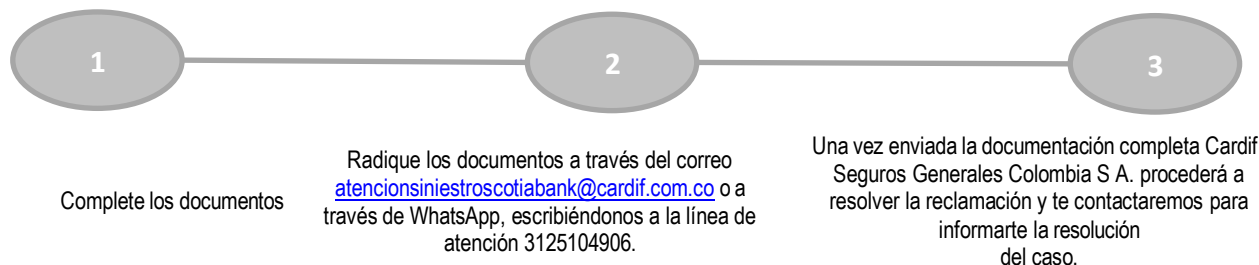 1
2
3
Complete los documentos
Radique los documentos a través del correo
atencionsiniestroscotiabank@cardif.com.co o a
través de WhatsApp, escribiéndonos a la línea de
atención 3125104906.
Una vez enviada la documentación completa Cardif
Seguros Generales Colombia S A. procederá a
resolver la reclamación y te contactaremos para
informarte la resolución
del caso.